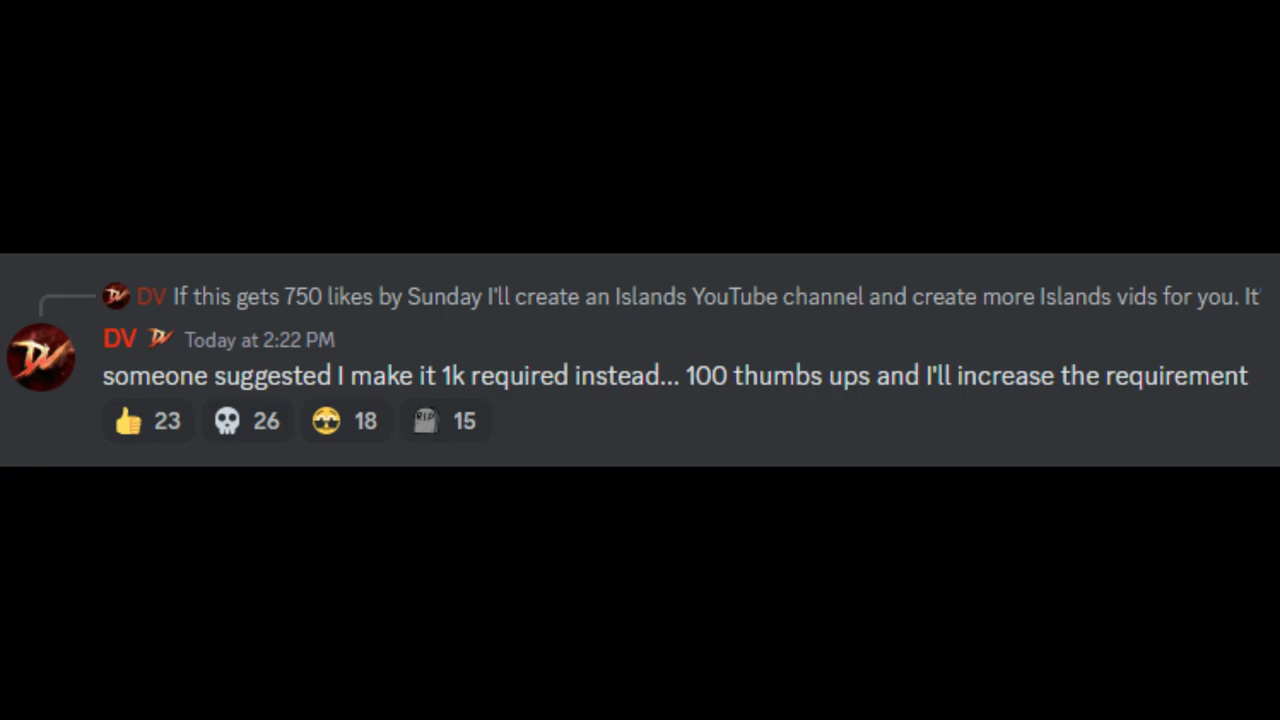 DV If this gets 750 likes by Sunday I'll create an Islands YouTube channel and create more Islands vids for you. It'
DV DV Today at 2:22 PM
someone suggested I make it 1k required instead... 100 thumbs ups and I'll increase the requirement
23 26 18 RIP 15